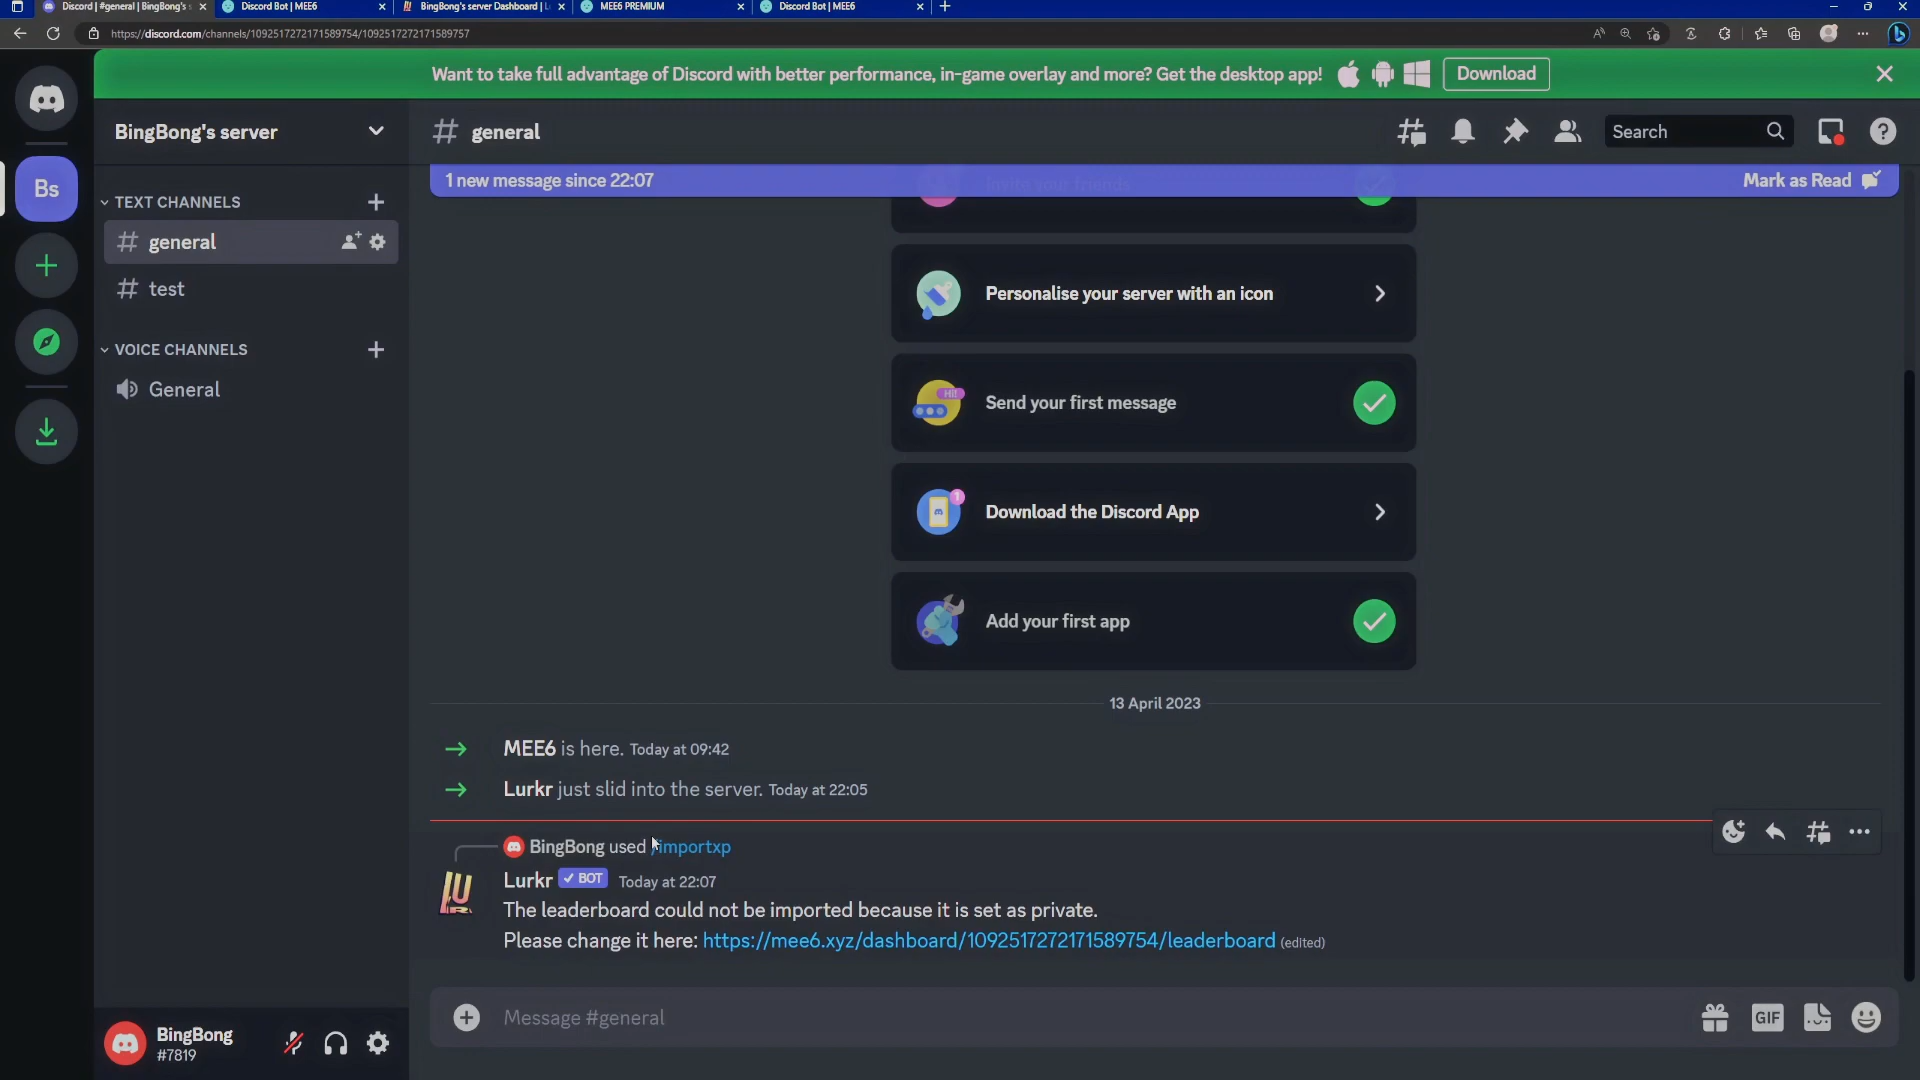 Discord | #general | BingBong's s
Discord Bot | MEE6
BingBong's server Dashboard | L
MEE6 PREMIUM
Discord Bot | MEE6
https://discord.com/channels/1092517272171589754/1092517272171589757
Want to take full advantage of Discord with better performance, in-game overlay and more? Get the desktop app!
Download
BingBong's server
general
Search
1 new message since 22:07
Mark as Read
Invite your friends
Bs
TEXT CHANNELS
general
test
VOICE CHANNELS
General
Personalise your server with an icon
HI!
Send your first message
1
Download the Discord App
Add your first app
13 April 2023
MEE6 is here. Today at 09:42
Lurkr just slid into the server. Today at 22:05
BingBong used /importxp
Lurkr ✓ BOT Today at 22:07
The leaderboard could not be imported because it is set as private.
Please change it here: https://mee6.xyz/dashboard/1092517272171589754/leaderboard (edited)
Message #general
GIF
BingBong
#7819